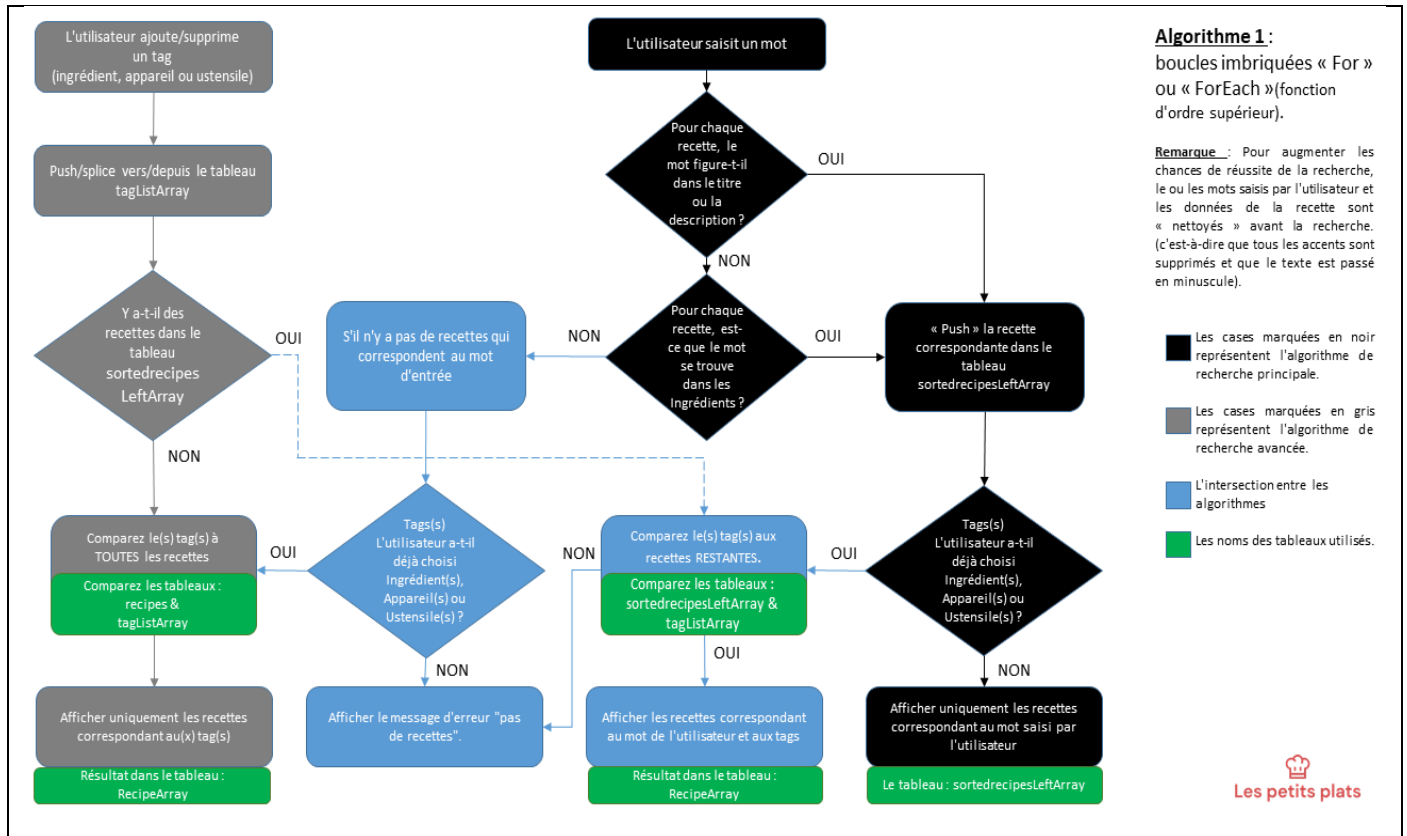 L'utilisateur ajoute/supprime
un tag
(ingrédient, appareil ou ustensile)
Push/splice vers/depuis le tableau
tagListArray
Y a-t-il des
recettes dans le
tableau
sortedrecipes
LeftArray
OUI
NON
Comparez le(s) tag(s) à
TOUTES les recettes
Comparez les tableaux :
recipes &
tagListArray
Afficher uniquement les recettes
correspondant au(x) tag(s)
Résultat dans le tableau :
RecipeArray
L'utilisateur saisit un mot
Pour chaque
recette, le
mot figure-t-il
dans le titre
ou la
description ?
OUI
NON
Pour chaque
recette, est-
ce que le mot
se trouve
dans les
Ingrédients ?
NON
OUI
S'il n'y a pas de recettes qui
correspondent au mot
d'entrée
« Push » la recette
correspondante dans le
tableau
sortedrecipesLeftArray
Tags(s)
L'utilisateur a-t-il
déjà choisi
Ingrédient(s),
Appareil(s) ou
Ustensile(s) ?
OUI
NON
Afficher le message d'erreur "pas
de recettes".
Comparez le(s) tag(s) aux
recettes RESTANTES.
Comparez les tableaux :
sortedrecipesLeftArray &
tagListArray
NON
OUI
Afficher les recettes correspondant
au mot de l'utilisateur et aux tags
Résultat dans le tableau :
RecipeArray
Tags(s)
L'utilisateur a-t-il
déjà choisi
Ingrédient(s),
Appareil(s) ou
Ustensile(s) ?
OUI
NON
Afficher uniquement les recettes
correspondant au mot saisi par
l'utilisateur
Le tableau : sortedrecipesLeftArray
Algorithme 1 :
boucles imbriquées « For »
ou « ForEach »(fonction
d'ordre supérieur).
Remarque : Pour augmenter les
chances de réussite de la recherche,
le ou les mots saisis par l'utilisateur et
les données de la recette sont
« nettoyés » avant la recherche.
(c'est-à-dire que tous les accents sont
supprimés et que le texte est passé
en minuscule).
Les cases marquées en noir
représentent l'algorithme de
recherche principale.
Les cases marquées en gris
représentent l'algorithme de
recherche avancée.
L'intersection entre les
algorithmes
Les noms des tableaux utilisés.
Les petits plats